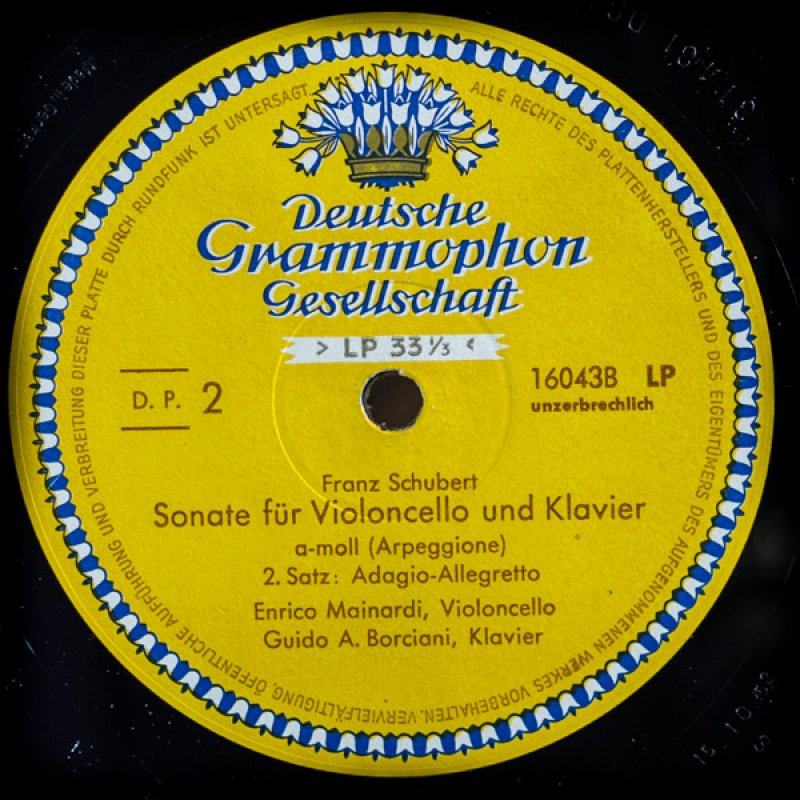 Deutsche
Grammophon
Gesellschaft
> LP 33 1/3 <
D. P. 2
16043B LP
unzerbrechlich
Franz Schubert
Sonate für Violoncello und Klavier
a-moll (Arpeggione)
2. Satz: Adagio-Allegretto
Enrico Mainardi, Violoncello
Guido A. Borciani, Klavier
ALLE RECHTE DES PLATTENHERSTELLERS UND DES EIGENTÜMERS DES AUFGENOMMENEN WERKES VORBEHALTEN. VERVIELFÄLTIGUNG, ÖFFENTLICHE AUFFÜHRUNG UND VERBREITUNG DIESER PLATTE DURCH RUNDFUNK IST UNTERSAGT